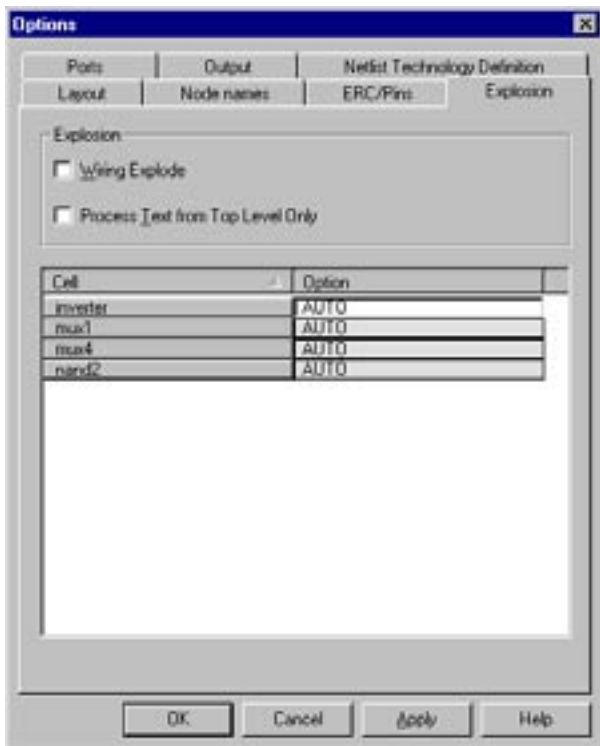 Options
Ports Output Netlist Technology Definition
Layout Node names ERC/Pins Explosion
Explosion
Wiring Explode
Process Text from Top Level Only
Cell Option
inverter AUTO
mux1 AUTO
mux4 AUTO
nand2 AUTO
OK Cancel Apply Help